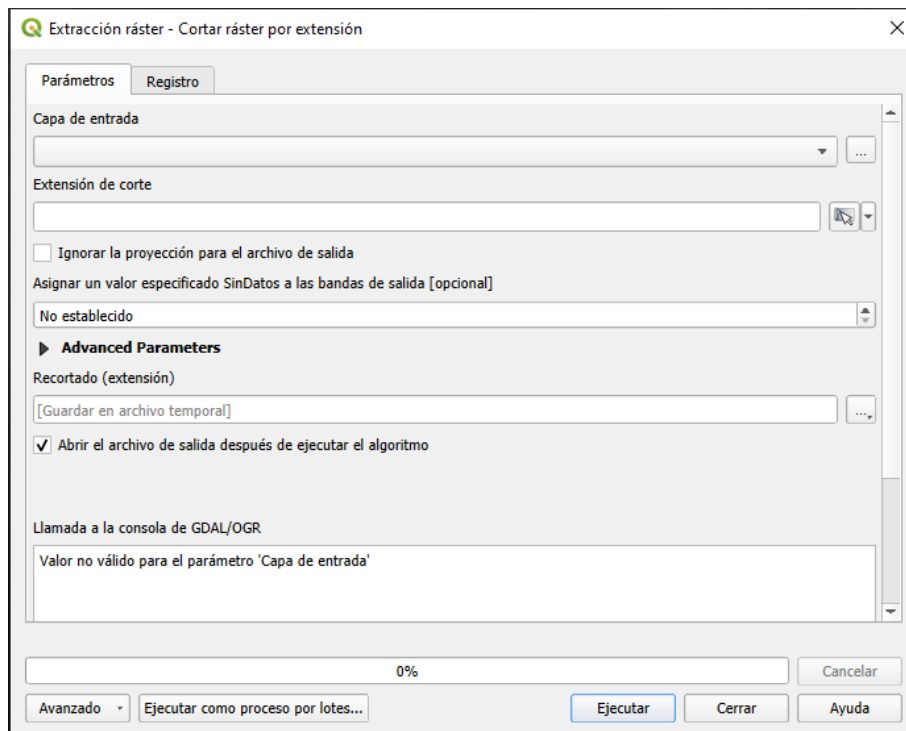 Extracción ráster - Cortar ráster por extensión
Parámetros Registro
Capa de entrada
...
Extensión de corte
Ignorar la proyección para el archivo de salida
Asignar un valor especificado SinDatos a las bandas de salida [opcional]
No establecido
Advanced Parameters
Recortado (extensión)
[Guardar en archivo temporal] ...
Abrir el archivo de salida después de ejecutar el algoritmo
Llamada a la consola de GDAL/OGR
Valor no válido para el parámetro 'Capa de entrada'
0% Cancelar
Avanzado Ejecutar como proceso por lotes... Ejecutar Cerrar Ayuda